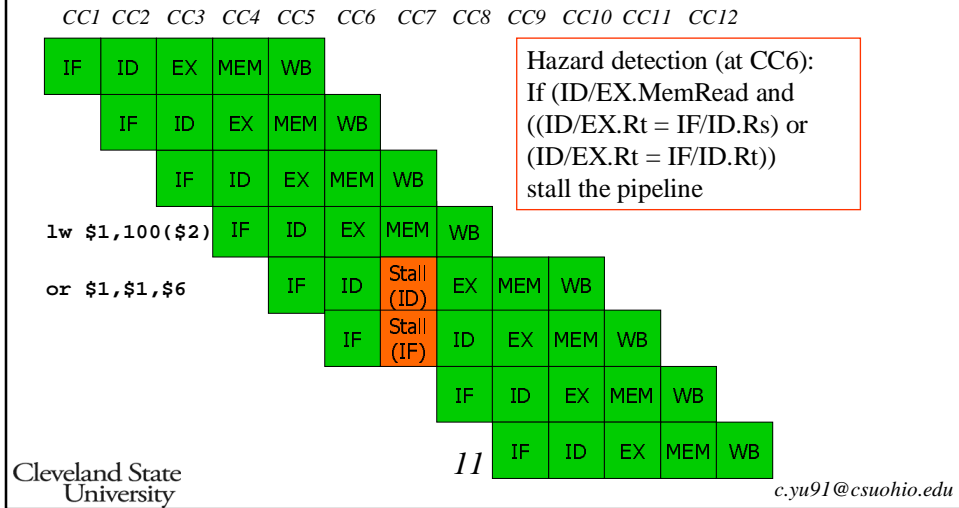 CC1 CC2 CC3 CC4 CC5 CC6 CC7 CC8 CC9 CC10 CC11 CC12
IF ID EX MEM WB
IF ID EX MEM WB
IF ID EX MEM WB
lw $1,100($2) IF ID EX MEM WB
or $1,$1,$6 IF ID Stall (ID) EX MEM WB
IF Stall (IF) ID EX MEM WB
IF ID EX MEM WB
IF ID EX MEM WB
Hazard detection (at CC6):
If (ID/EX.MemRead and
((ID/EX.Rt = IF/ID.Rs) or
(ID/EX.Rt = IF/ID.Rt))
stall the pipeline
Cleveland State
University
11
c.yu91@csuohio.edu